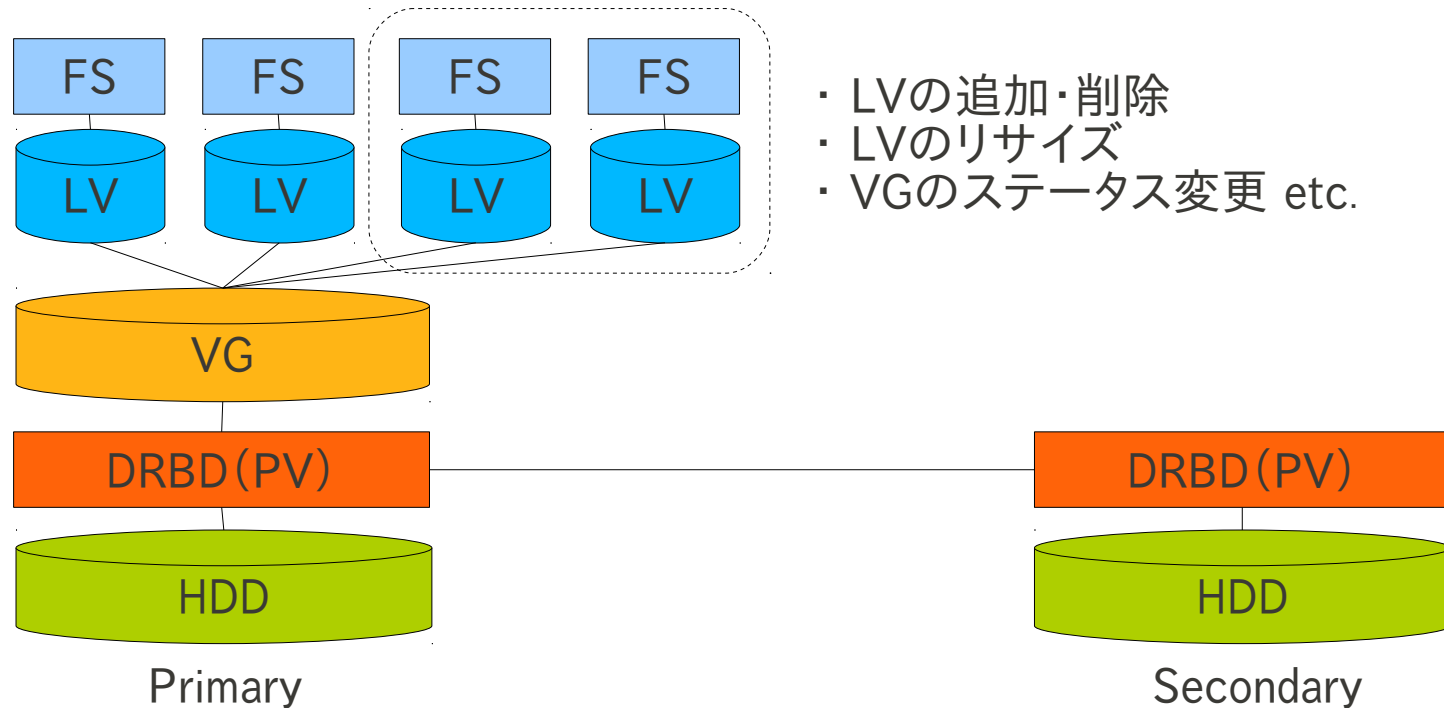 FS FS FS FS
LV LV LV LV
・ LVの追加・削除
・ LVのリサイズ
・ VGのステータス変更 etc.
VG
DRBD(PV) DRBD(PV)
HDD HDD
Primary Secondary